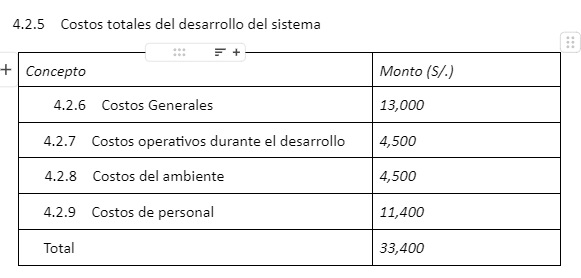 4.2.5 Costos totales del desarrollo del sistema
Concepto Monto (S/.)
4.2.6 Costos Generales 13,000
4.2.7 Costos operativos durante el desarrollo 4,500
4.2.8 Costos del ambiente 4,500
4.2.9 Costos de personal 11,400
Total 33,400